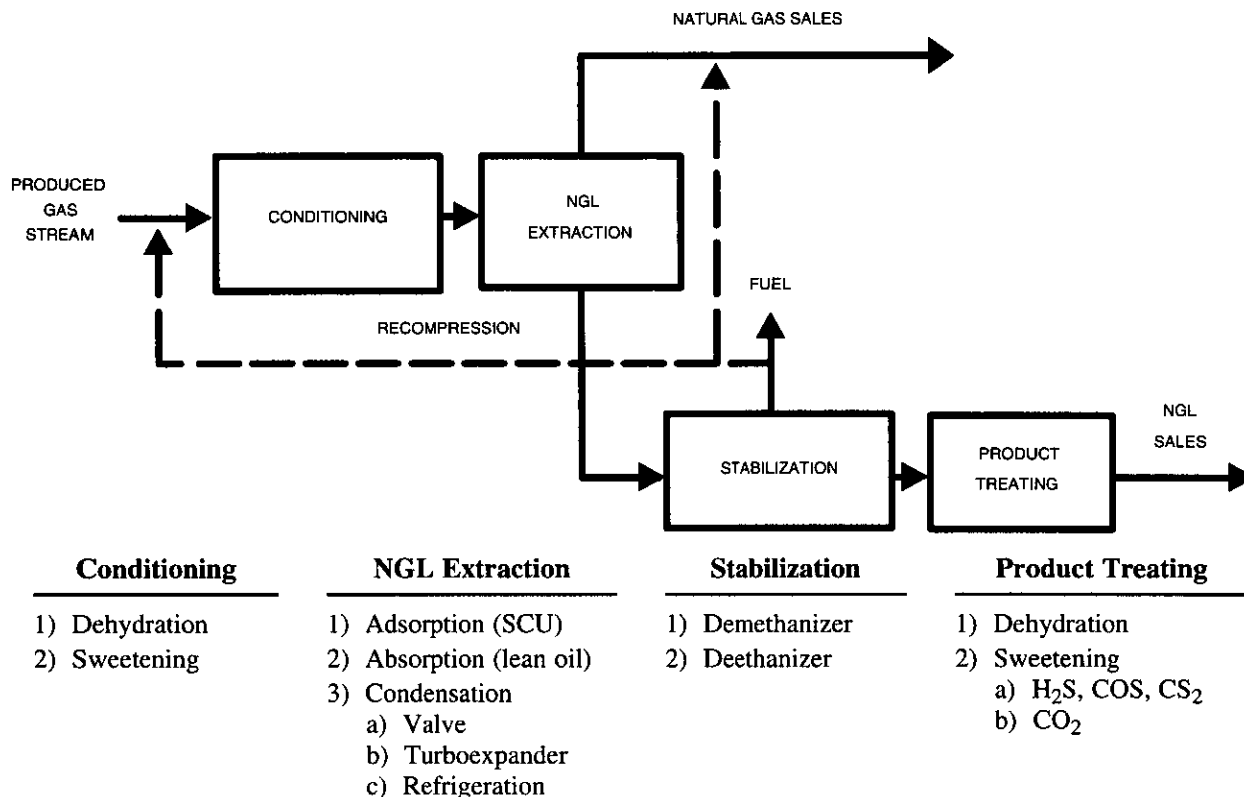 NATURAL GAS SALES
PRODUCED
GAS
STREAM
CONDITIONING
NGL
EXTRACTION
FUEL
RECOMPRESSION
NGL
SALES
STABILIZATION
PRODUCT
TREATING
Conditioning
1) Dehydration
2) Sweetening
NGL Extraction
1) Adsorption (SCU)
2) Absorption (lean oil)
3) Condensation
a) Valve
b) Turboexpander
c) Refrigeration
Stabilization
1) Demethanizer
2) Deethanizer
Product Treating
1) Dehydration
2) Sweetening
a) H₂S, COS, CS₂
b) CO₂